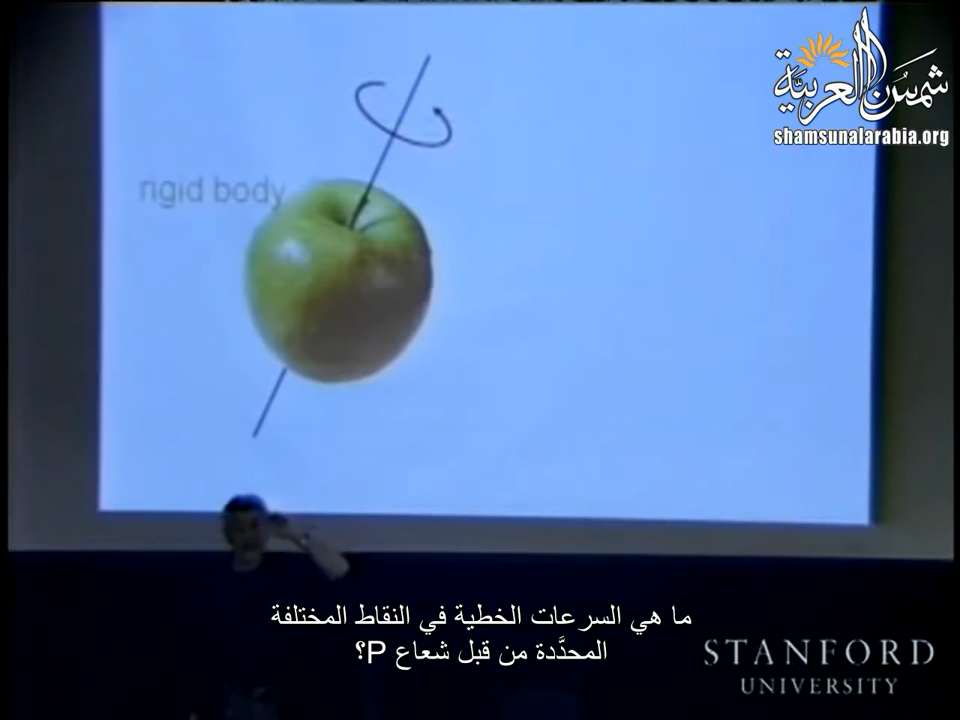 شمس العربية
shamsunalarabia.org
rigid body
ما هي السرعات الخطية في النقاط المختلفة
المحدَّدة من قبل شعاع P؟
STANFORD
UNIVERSITY